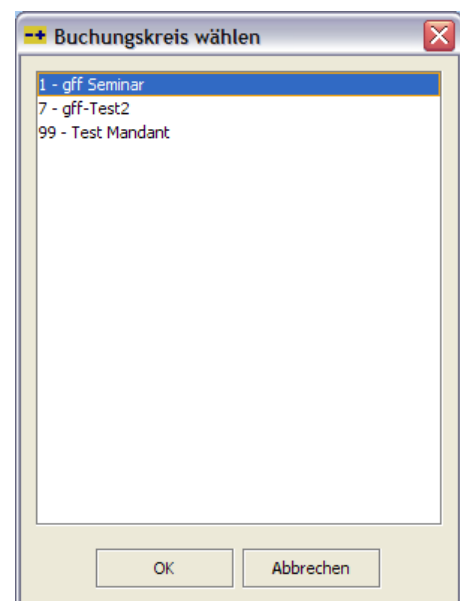 Buchungskreis wählen
1 - gff Seminar
7 - gff-Test2
99 - Test Mandant
OK Abbrechen